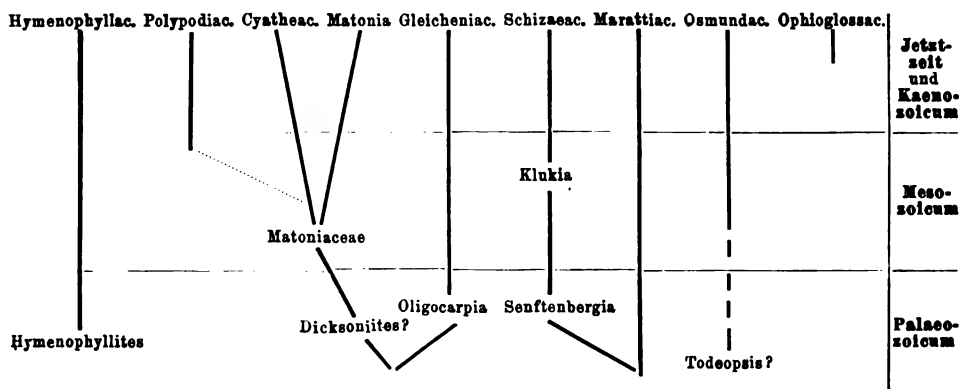 Hymenophyllac. Polypodiac. Cyatheac. Matonia Gleicheniac. Schizaeac. Marattiac. Osmundac. Ophioglossac.
Jetzt-
zeit
und
Kaeno-
zoicum
Klukia
Meso-
zoicum
Matoniaceae
Oligocarpia
Senftenbergia
Dicksoniites?
Palaeo-
zoicum
Hymenophyllites
Todeopsis?